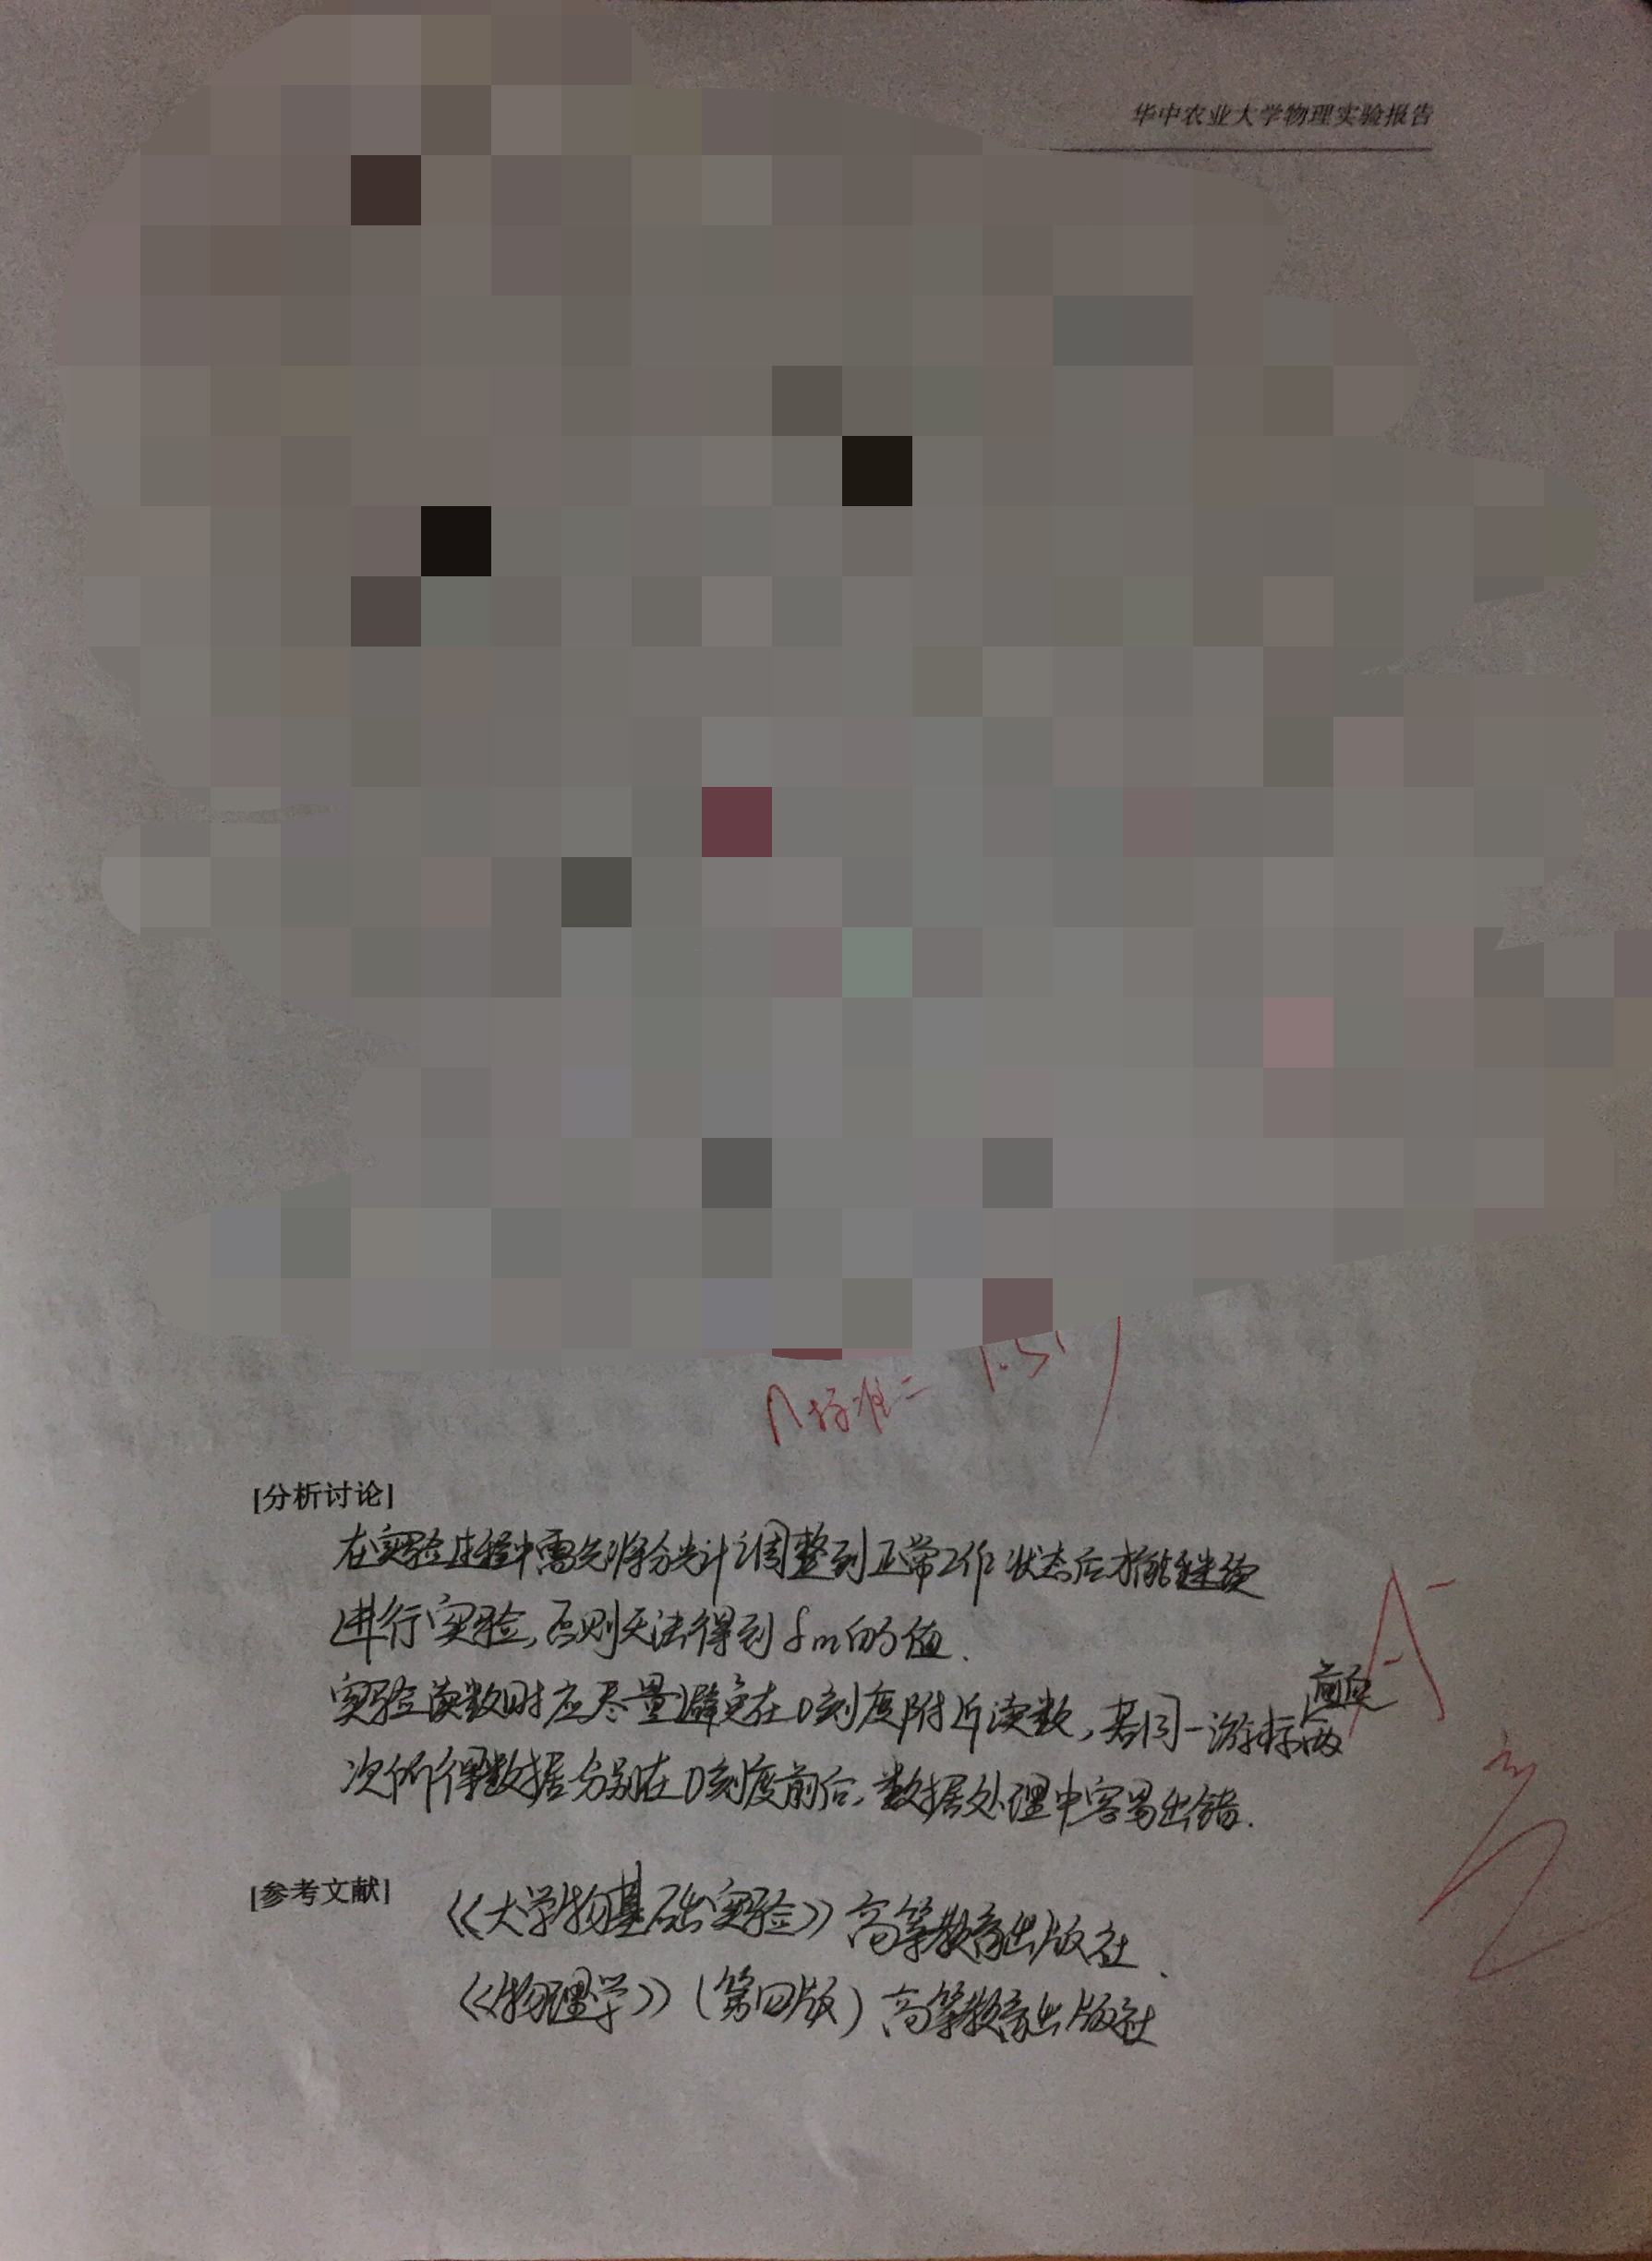 华中农业大学物理实验报告
n标准=
[分析讨论]
在实验过程中需先将分光计调整到正常工作状态后才能继续
进行实验,否则无法得到δm的值.
前后
实验读数时应尽量避免在0刻度附近读数,若同一游标两
次所得数据分别在0刻度前后,数据处理中容易出错.
A-
[参考文献]
《大学物基础实验》高等教育出版社.
《物理学》(第四版)高等教育出版社